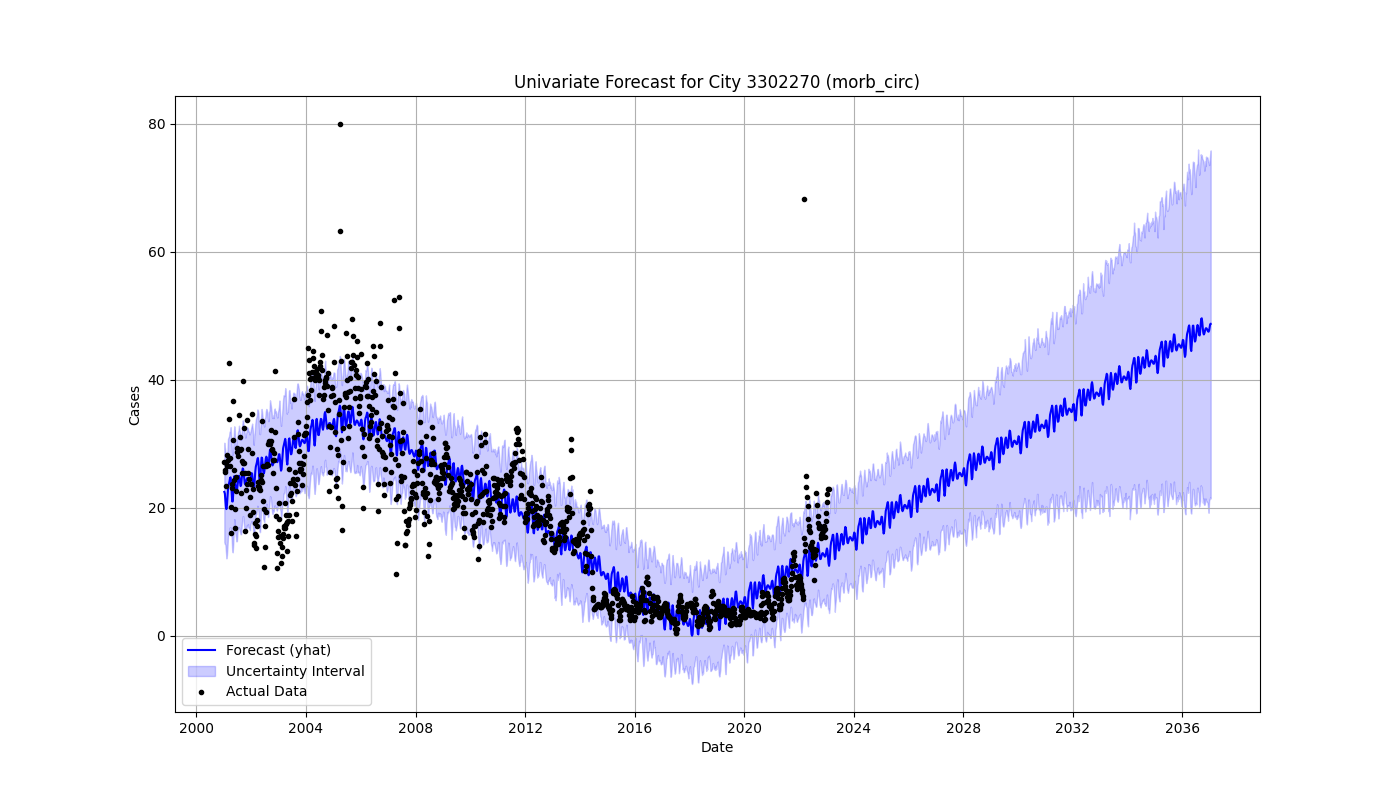 Univariate Forecast for City 3302270 (morb_circ)
80
60
40
20
0
Cases
Forecast (yhat)
Uncertainty Interval
Actual Data
2000 2004 2008 2012 2016 2020 2024 2028 2032 2036
Date